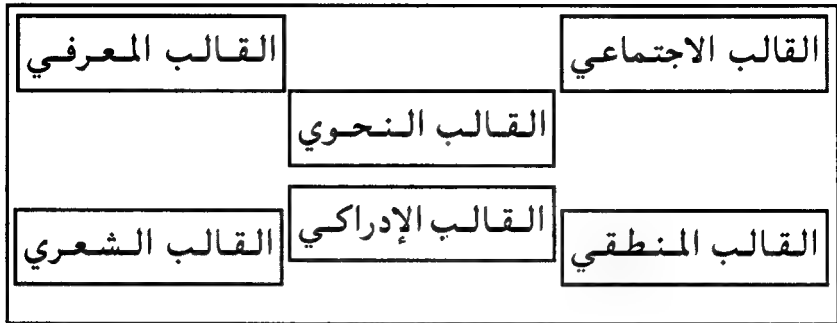 القالب الاجتماعي
القالب المعرفي
القالب النحوي
القالب الإدراكي
القالب المنطقي
القالب الشعري